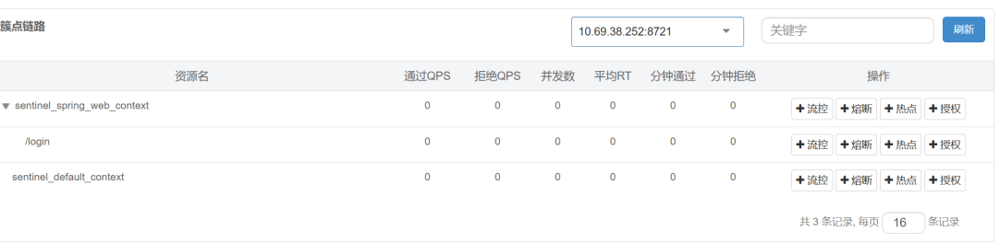 簇点链路 10.69.38.252:8721 关键字 刷新
资源名 通过QPS 拒绝QPS 并发数 平均RT 分钟通过 分钟拒绝 操作
sentinel_spring_web_context 0 0 0 0 0 0 +流控 +熔断 +热点 +授权
/login 0 0 0 0 0 0 +流控 +熔断 +热点 +授权
sentinel_default_context 0 0 0 0 0 0 +流控 +熔断 +热点 +授权
共 3 条记录, 每页 16 条记录